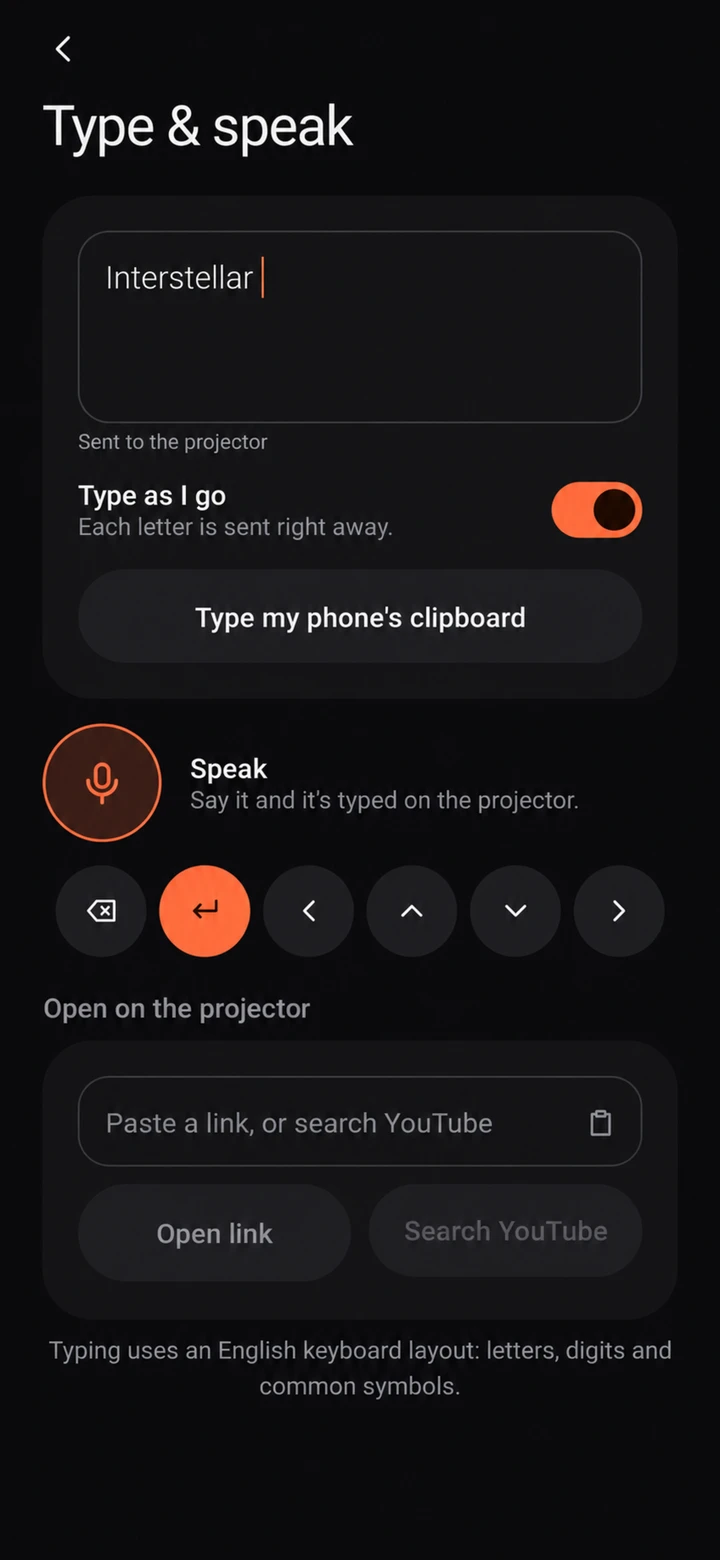 Type & speak
Interstellar
Sent to the projector
Type as I go
Each letter is sent right away.
Type my phone's clipboard
Speak
Say it and it's typed on the projector.
Open on the projector
Paste a link, or search YouTube
Open link
Search YouTube
Typing uses an English keyboard layout: letters, digits and
common symbols.